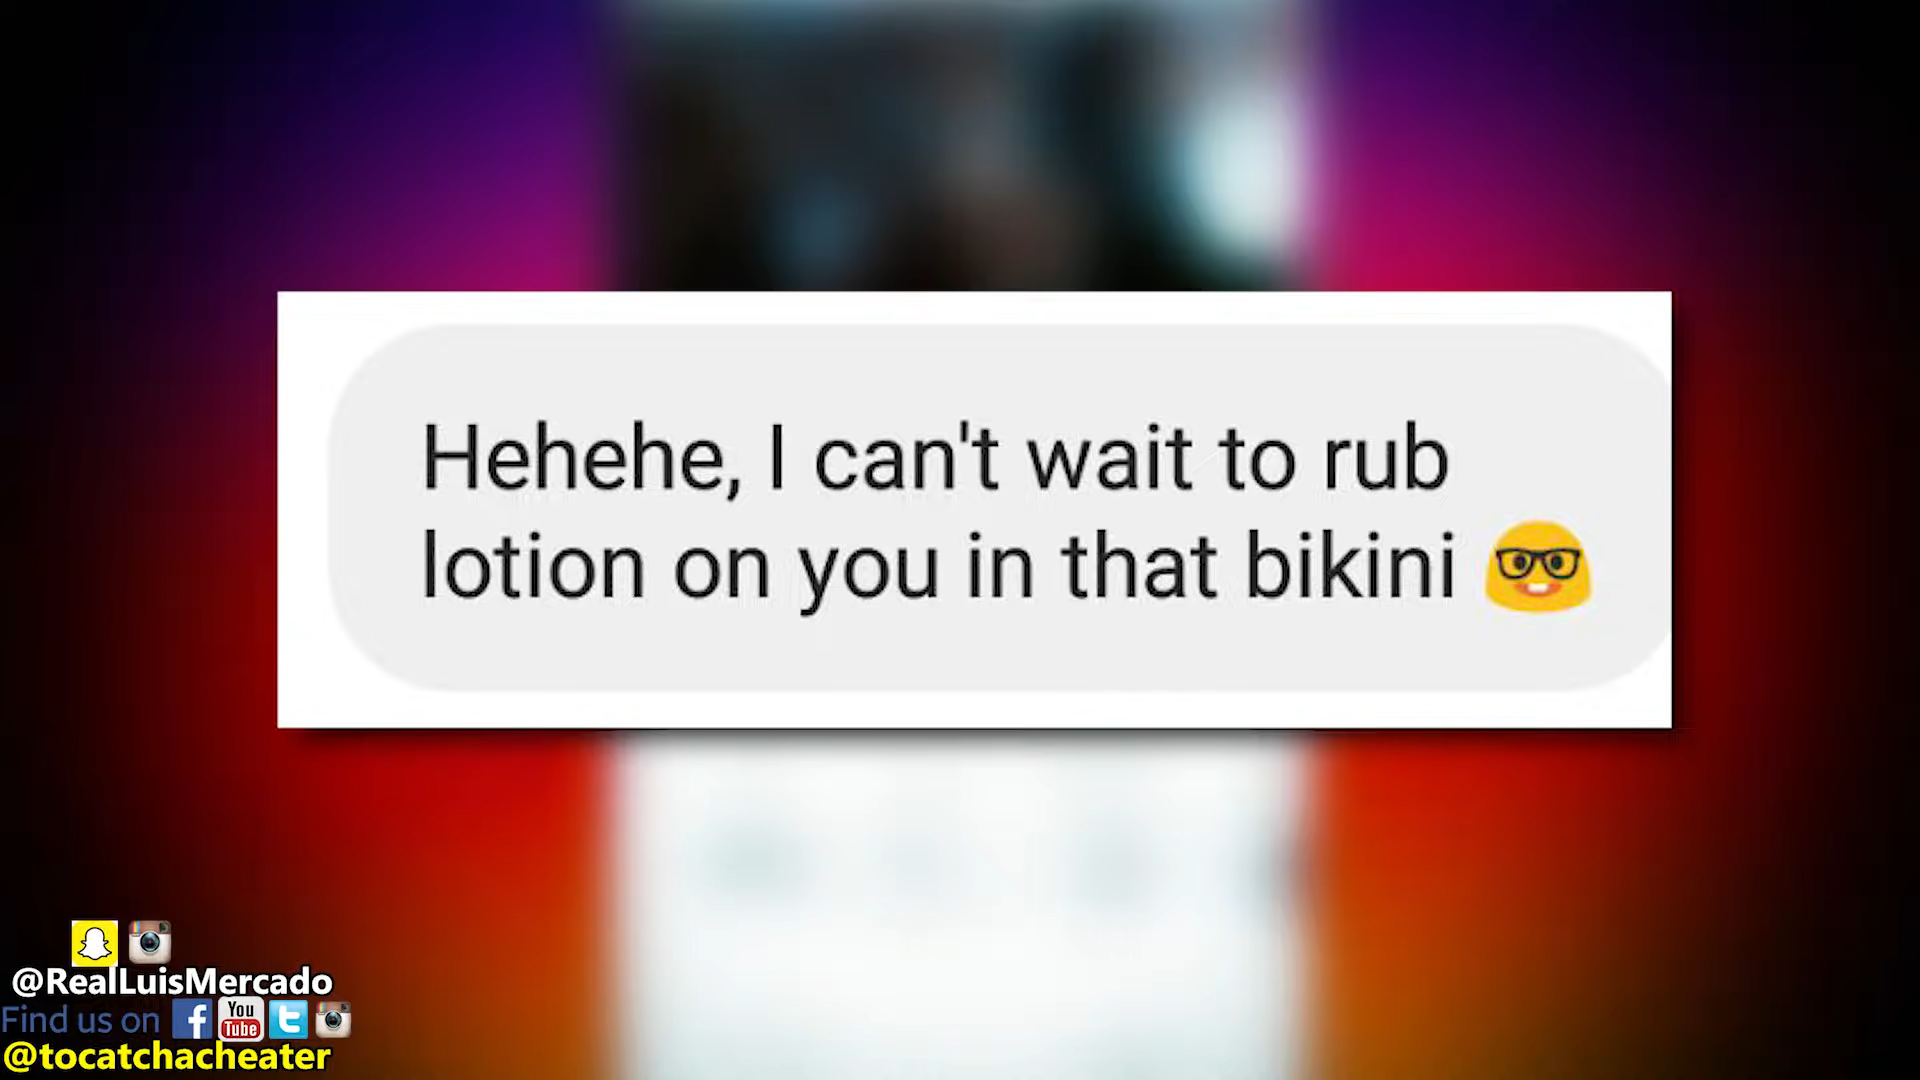 Hehehe, I can't wait to rub
lotion on you in that bikini
@RealLuisMercado
Find us on f You Tube
@tocatchacheater